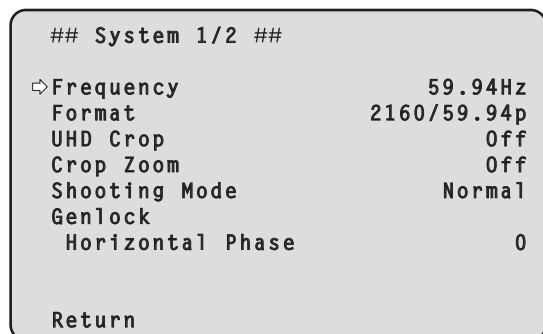 ## System 1/2 ##
⇨Frequency 59.94Hz
Format 2160/59.94p
UHD Crop Off
Crop Zoom Off
Shooting Mode Normal
Genlock
Horizontal Phase 0
Return